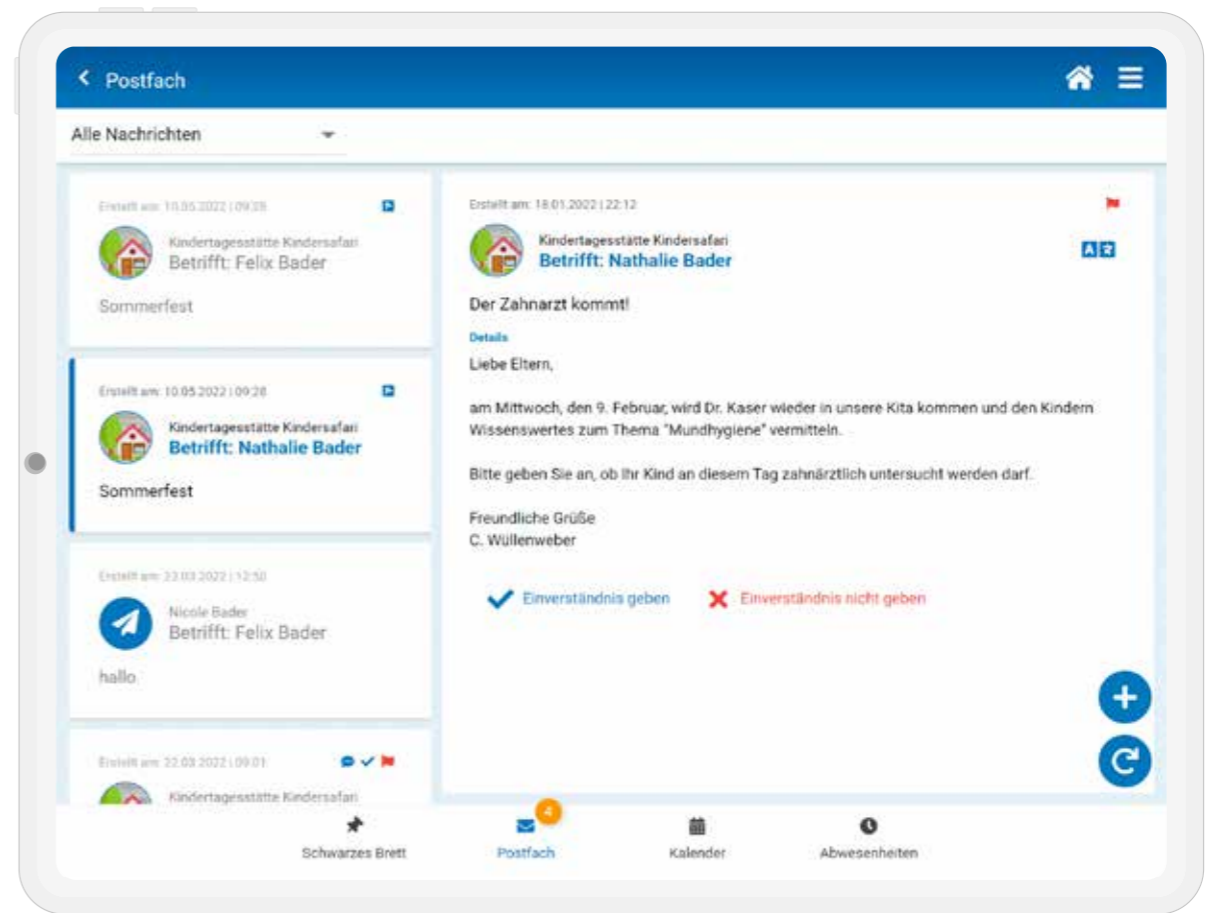 Postfach
Alle Nachrichten
Erstellt am: 10.05.2022 | 09:28
Kindertagesstätte Kindersafari
Betrifft: Felix Bader
Sommerfest
Erstellt am: 10.05.2022 | 09:28
Kindertagesstätte Kindersafari
Betrifft: Nathalie Bader
Sommerfest
Erstellt am: 23.03.2022 | 12:50
Nicole Bader
Betrifft: Felix Bader
hallo
Erstellt am: 22.03.2022 | 09:01
Kindertagesstätte Kindersafari
Erstellt am: 18.01.2022 | 22:12
Kindertagesstätte Kindersafari
Betrifft: Nathalie Bader
Der Zahnarzt kommt!
Details
Liebe Eltern,
am Mittwoch, den 9. Februar, wird Dr. Kaser wieder in unsere Kita kommen und den Kindern
Wissenswertes zum Thema "Mundhygiene" vermitteln.
Bitte geben Sie an, ob Ihr Kind an diesem Tag zahnärztlich untersucht werden darf.
Freundliche Grüße
C. Wüllenweber
Einverständnis geben
Einverständnis nicht geben
4
Schwarzes Brett
Postfach
Kalender
Abwesenheiten